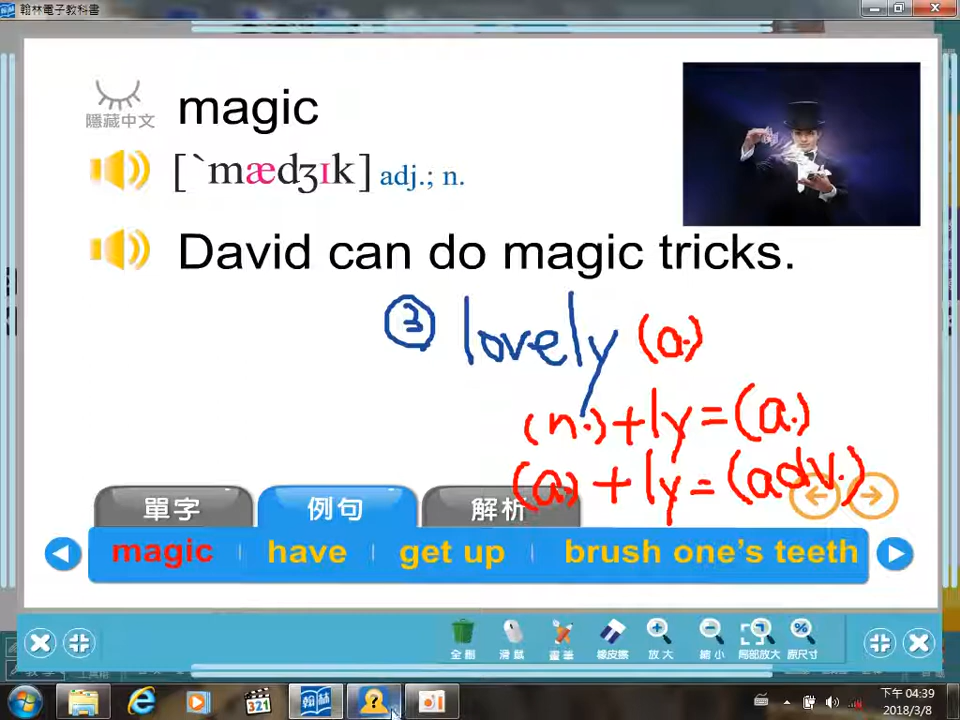 翰林電子教科書
隱藏中文
magic
[ˋmædʒɪk] adj.; n.
David can do magic tricks.
③ lovely (a.)
(n.)+ly=(a.)
(a.)+ly=(adv.)
單字 例句 解析
magic have get up brush one's teeth
全刪 滑鼠 畫筆 橡皮擦 放大 縮小 局部放大 原尺寸
321 翰林
下午 04:39
2018/3/8